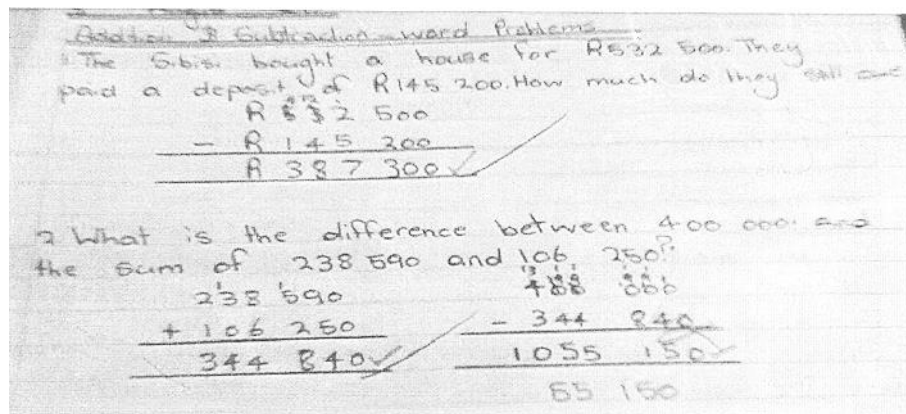 Addition & Subtraction word Problems
1 The Sibisi bought a house for R532 500. They
paid a deposit of R145 200. How much do they still owe
R 532 500
- R 145 200
R 387 300
2 What is the difference between 400 000 and
the sum of 238 590 and 106 250?
238 590
+ 106 250
344 840
400 000
- 344 840
1055 150
55 150